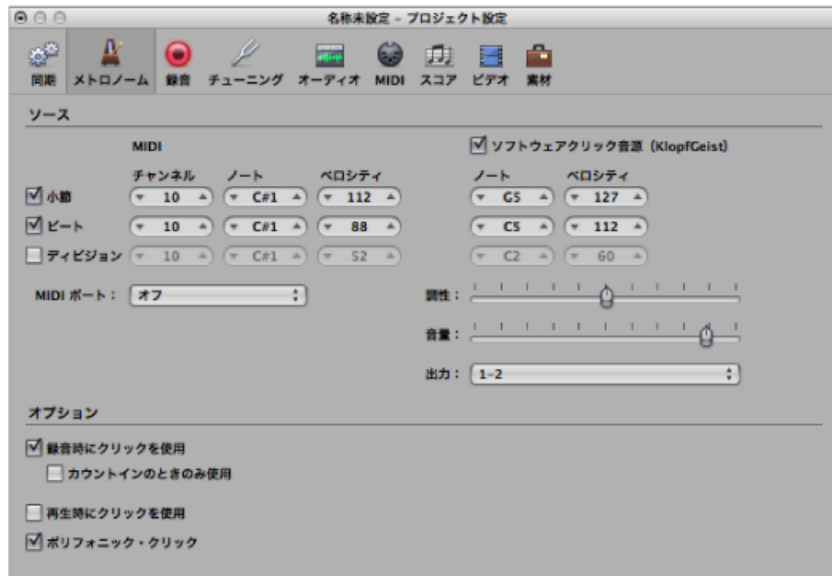 名称未設定 – プロジェクト設定
同期 メトロノーム 録音 チューニング オーディオ MIDI スコア ビデオ 素材
ソース
MIDI ソフトウェアクリック音源（KlopfGeist）
チャンネル ノート ベロシティ ノート ベロシティ
小節 10 C#1 112 G5 127
ビート 10 C#1 88 C5 112
ディビジョン 10 C#1 52 C2 60
MIDI ポート： オフ 調性：
音量：
出力： 1–2
オプション
録音時にクリックを使用
カウントインのときのみ使用
再生時にクリックを使用
ポリフォニック・クリック